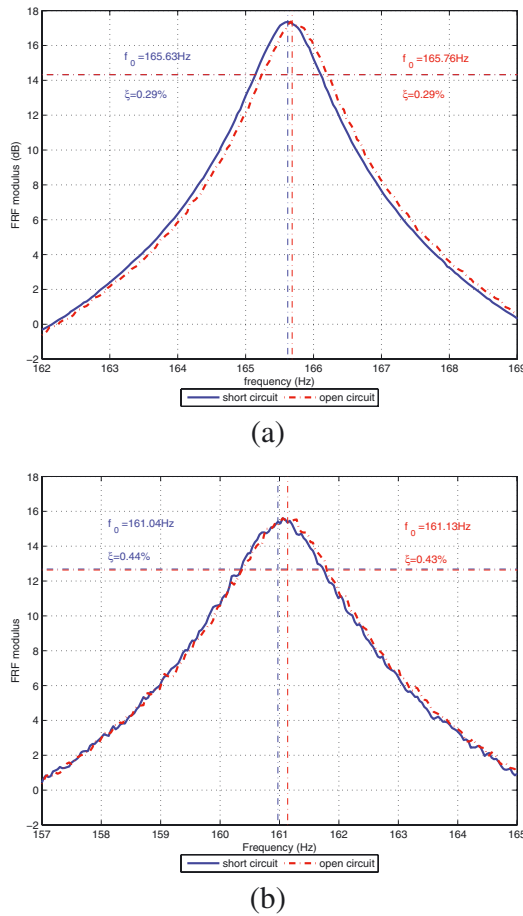 18
16
14
12
10
8
6
4
2
0
−2
FRF modulus (dB)
f 0 =165.63Hz
ξ=0.29%
f 0 =165.76Hz
ξ=0.29%
162 163 164 165 166 167 168 169
frequency (Hz)
short circuit open circuit
(a)
18
16
14
12
10
8
6
4
2
0
−2
FRF modulus
f 0 =161.04Hz
ξ=0.44%
f 0 =161.13Hz
ξ=0.43%
157 158 159 160 161 162 163 164 165
Frequency (Hz)
short circuit open circuit
(b)